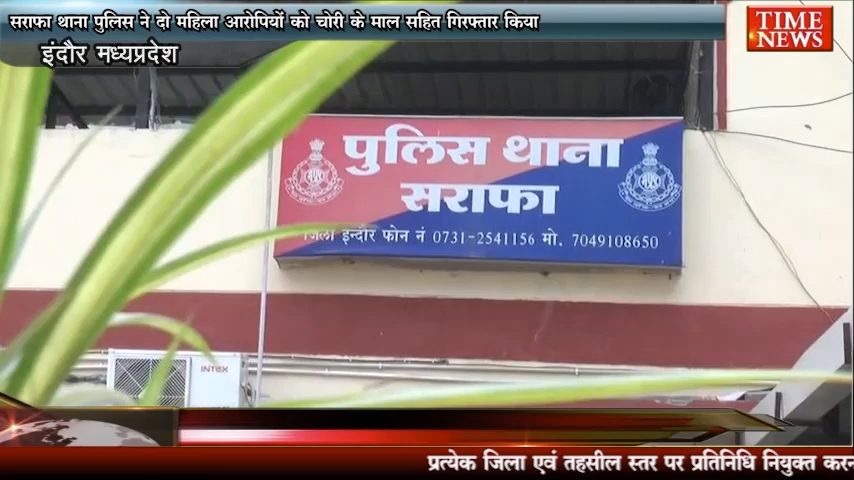 सराफा थाना पुलिस ने दो महिला आरोपियों को चोरी के माल सहित गिरफ्तार किया
TIME NEWS
इंदौर मध्यप्रदेश
पुलिस थाना
सराफा
जिला इन्दौर फोन नं 0731-2541156 मो. 7049108650
INTEX
प्रत्येक जिला एवं तहसील स्तर पर प्रतिनिधि नियुक्त